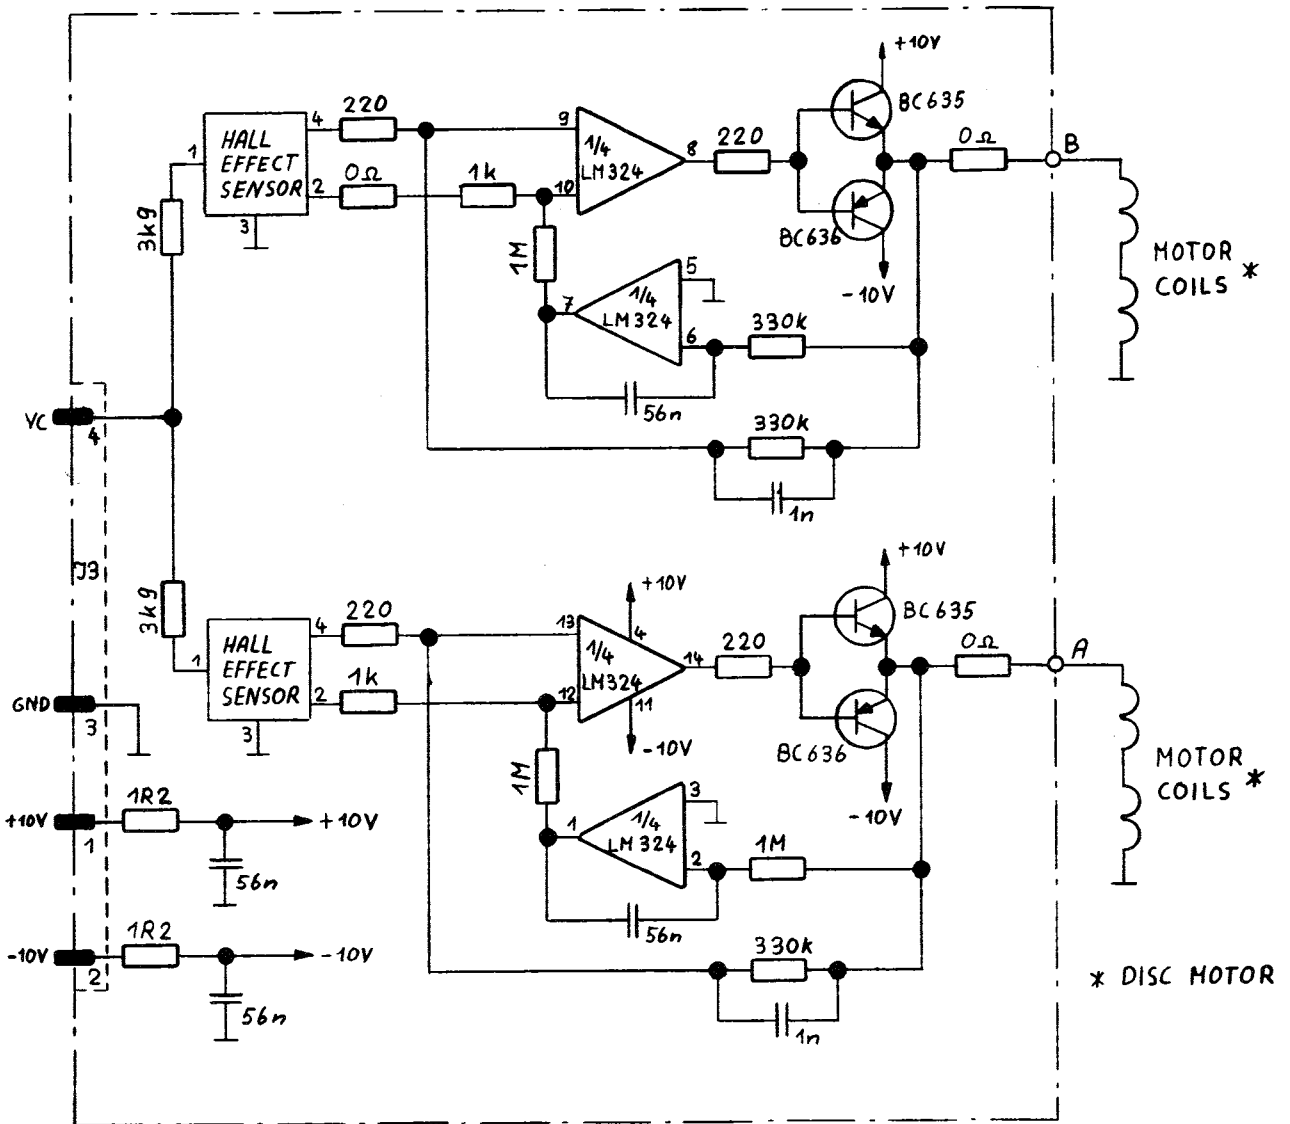 +10V
BC635
220
4
9
HALL
EFFECT
SENSOR
1
1/4
LM324
8
220
0Ω
B
2
0Ω
1k
10
3
3k9
BC636
-10V
1M
5
7
1/4
LM324
6
330k
56n
MOTOR
COILS *
VC
4
330k
1n
J3
+10V
BC635
3k9
220
4
13
+10V
4
HALL
EFFECT
SENSOR
1
1/4
LM324
14
220
0Ω
A
2
1k
12
11
-10V
3
BC636
-10V
GND
3
1M
3
1
1/4
LM324
2
1M
56n
MOTOR
COILS *
+10V
1
1R2
+10V
56n
-10V
2
1R2
-10V
56n
330k
1n
* DISC MOTOR